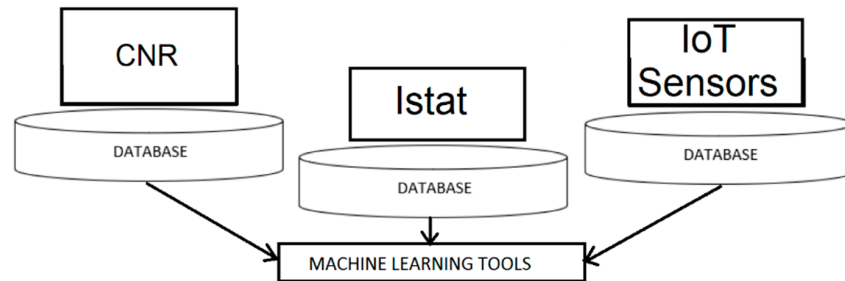 CNR
Istat
IoT
Sensors
DATABASE
DATABASE
DATABASE
MACHINE LEARNING TOOLS